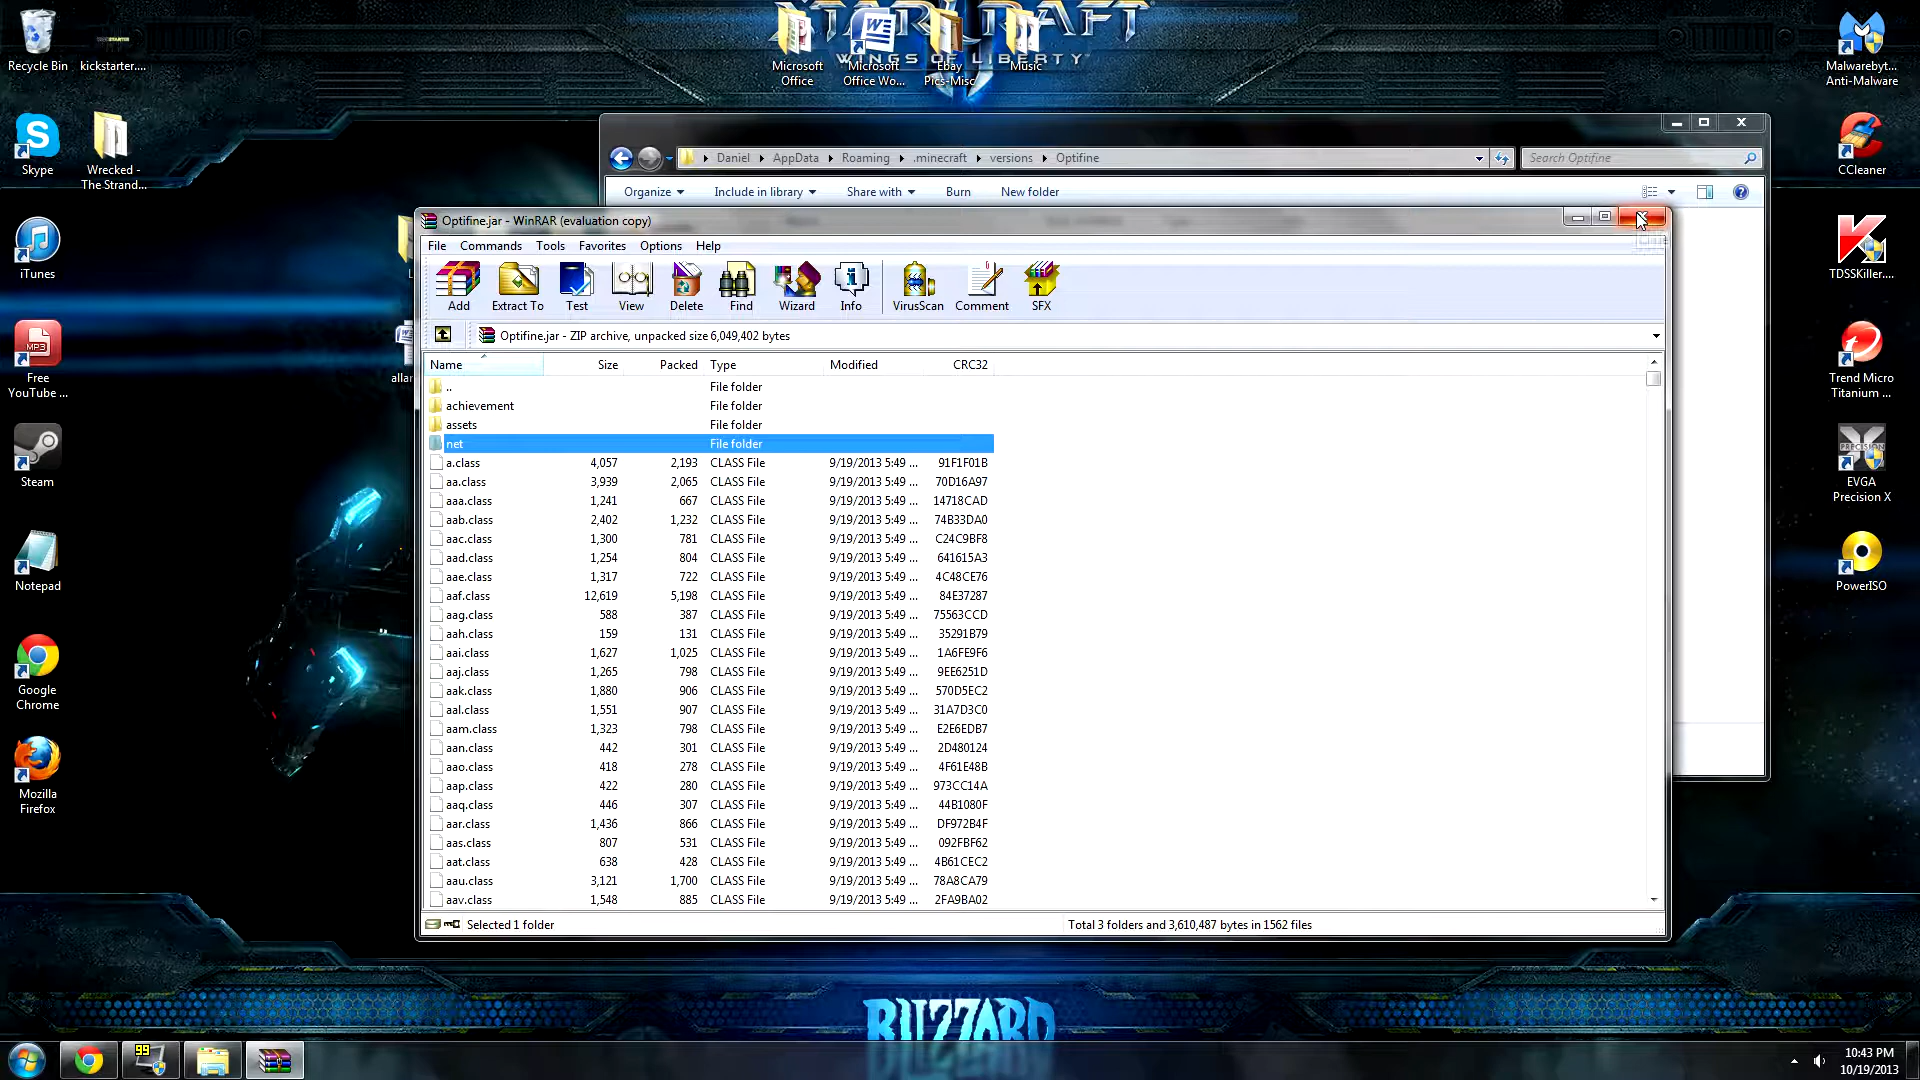 STARCRAFT
WINGS OF LIBERTY
Recycle Bin
kickstarter....
Microsoft
Office
Microsoft
Office Wo...
Ebay
Pics-Misc
Music
Malwarebyt...
Anti-Malware
Skype
Wrecked -
The Strand...
CCleaner
Daniel AppData Roaming .minecraft versions Optifine
Search Optifine
Organize Include in library Share with Burn New folder
Optifine.jar - WinRAR (evaluation copy)
File Commands Tools Favorites Options Help
iTunes
TDSSKiller....
Add Extract To Test View Delete Find Wizard Info VirusScan Comment SFX
Optifine.jar - ZIP archive, unpacked size 6,049,402 bytes
MP3
Free
YouTube ...
Trend Micro
Titanium ...
Name Size Packed Type Modified CRC32
.. File folder
achievement File folder
assets File folder
net File folder
a.class 4,057 2,193 CLASS File 9/19/2013 5:49 ... 91F1F01B
aa.class 3,939 2,065 CLASS File 9/19/2013 5:49 ... 70D16A97
aaa.class 1,241 667 CLASS File 9/19/2013 5:49 ... 14718CAD
aab.class 2,402 1,232 CLASS File 9/19/2013 5:49 ... 74B33DA0
aac.class 1,300 781 CLASS File 9/19/2013 5:49 ... C24C9BF8
aad.class 1,254 804 CLASS File 9/19/2013 5:49 ... 641615A3
aae.class 1,317 722 CLASS File 9/19/2013 5:49 ... 4C48CE76
aaf.class 12,619 5,198 CLASS File 9/19/2013 5:49 ... 84E37287
aag.class 588 387 CLASS File 9/19/2013 5:49 ... 75563CCD
aah.class 159 131 CLASS File 9/19/2013 5:49 ... 35291B79
aai.class 1,627 1,025 CLASS File 9/19/2013 5:49 ... 1A6FE9F6
aaj.class 1,265 798 CLASS File 9/19/2013 5:49 ... 9EE6251D
aak.class 1,880 906 CLASS File 9/19/2013 5:49 ... 570D5EC2
aal.class 1,551 907 CLASS File 9/19/2013 5:49 ... 31A7D3C0
aam.class 1,323 798 CLASS File 9/19/2013 5:49 ... E2E6EDB7
aan.class 442 301 CLASS File 9/19/2013 5:49 ... 2D480124
aao.class 418 278 CLASS File 9/19/2013 5:49 ... 4F61E48B
aap.class 422 280 CLASS File 9/19/2013 5:49 ... 973CC14A
aaq.class 446 307 CLASS File 9/19/2013 5:49 ... 44B1080F
aar.class 1,436 866 CLASS File 9/19/2013 5:49 ... DF972B4F
aas.class 807 531 CLASS File 9/19/2013 5:49 ... 092FBF62
aat.class 638 428 CLASS File 9/19/2013 5:49 ... 4B61CEC2
aau.class 3,121 1,700 CLASS File 9/19/2013 5:49 ... 78A8CA79
aav.class 1,548 885 CLASS File 9/19/2013 5:49 ... 2FA9BA02
Selected 1 folder Total 3 folders and 3,610,487 bytes in 1562 files
Steam
EVGA
Precision X
Notepad
PowerISO
Google
Chrome
Mozilla
Firefox
BLIZZARD
99
10:43 PM
10/19/2013